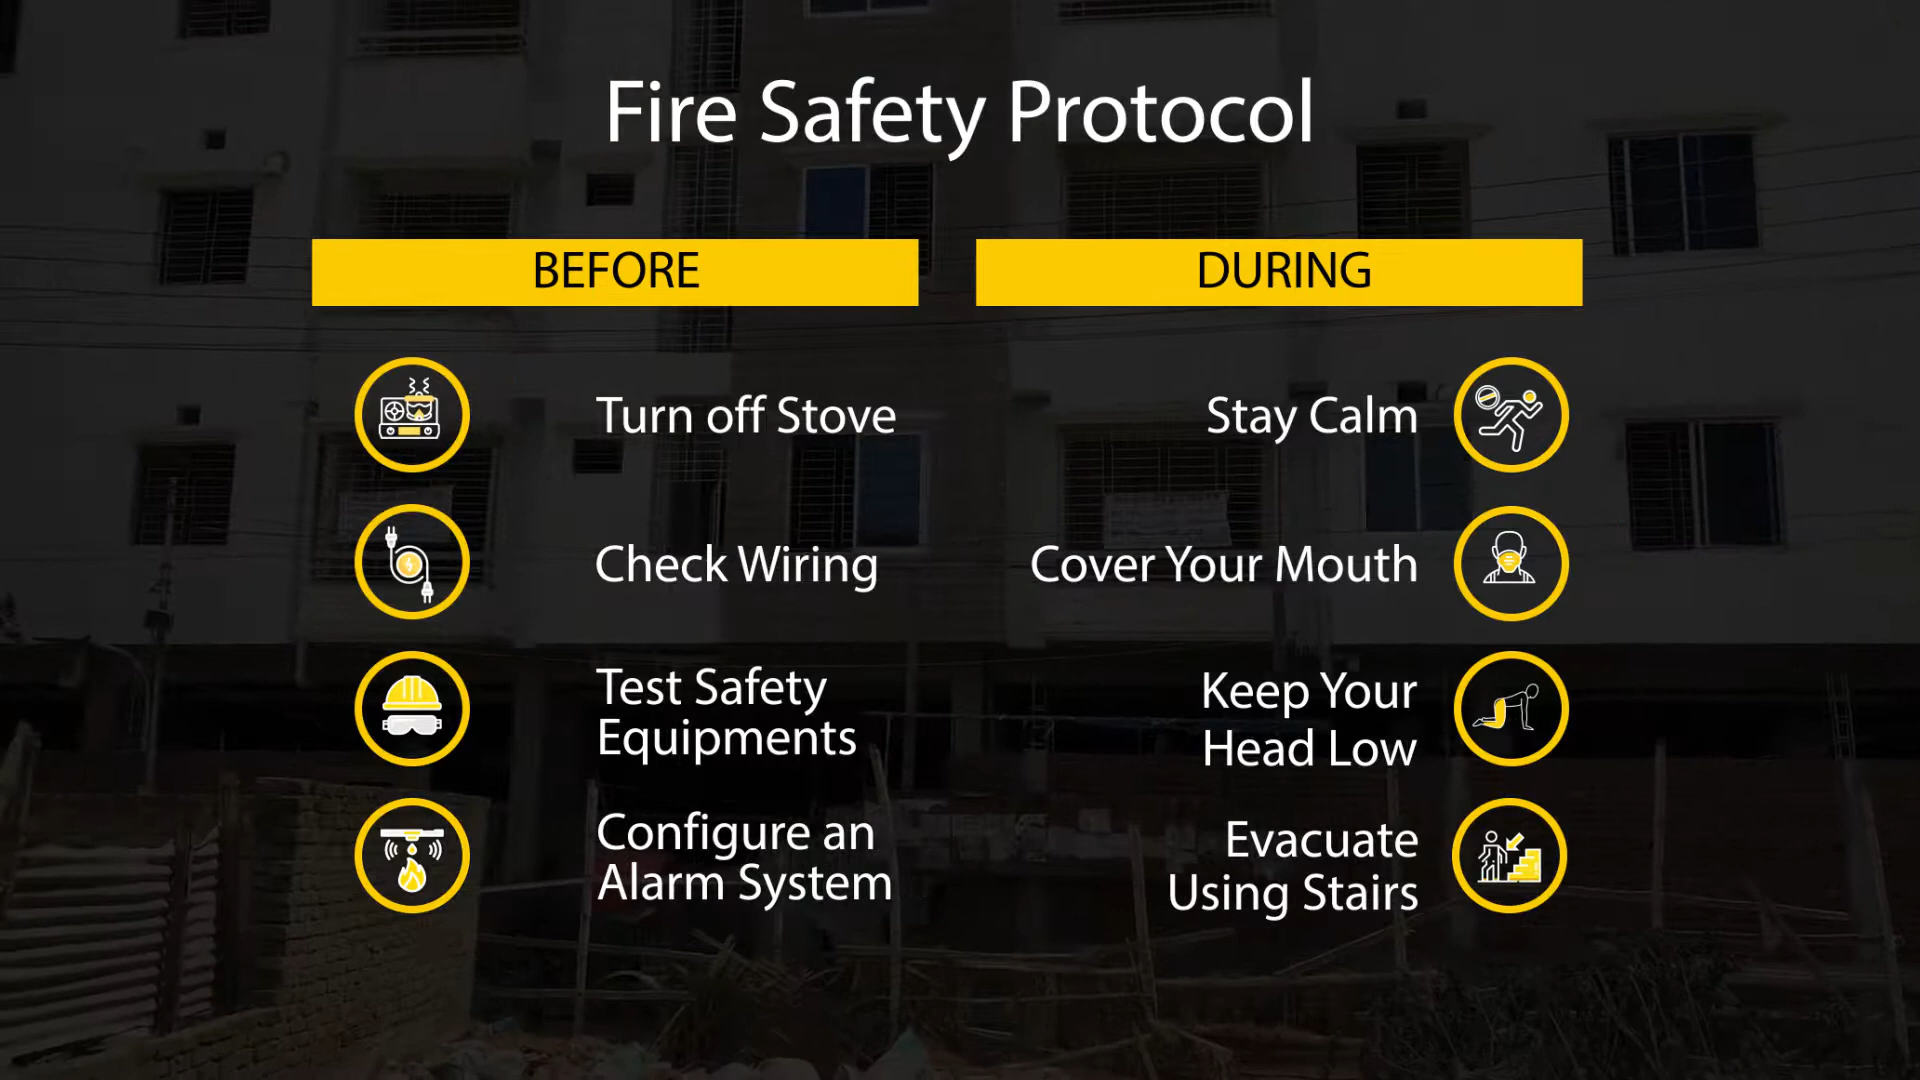 Fire Safety Protocol
BEFORE
Turn off Stove
Check Wiring
Test Safety
Equipments
Configure an
Alarm System
DURING
Stay Calm
Cover Your Mouth
Keep Your
Head Low
Evacuate
Using Stairs